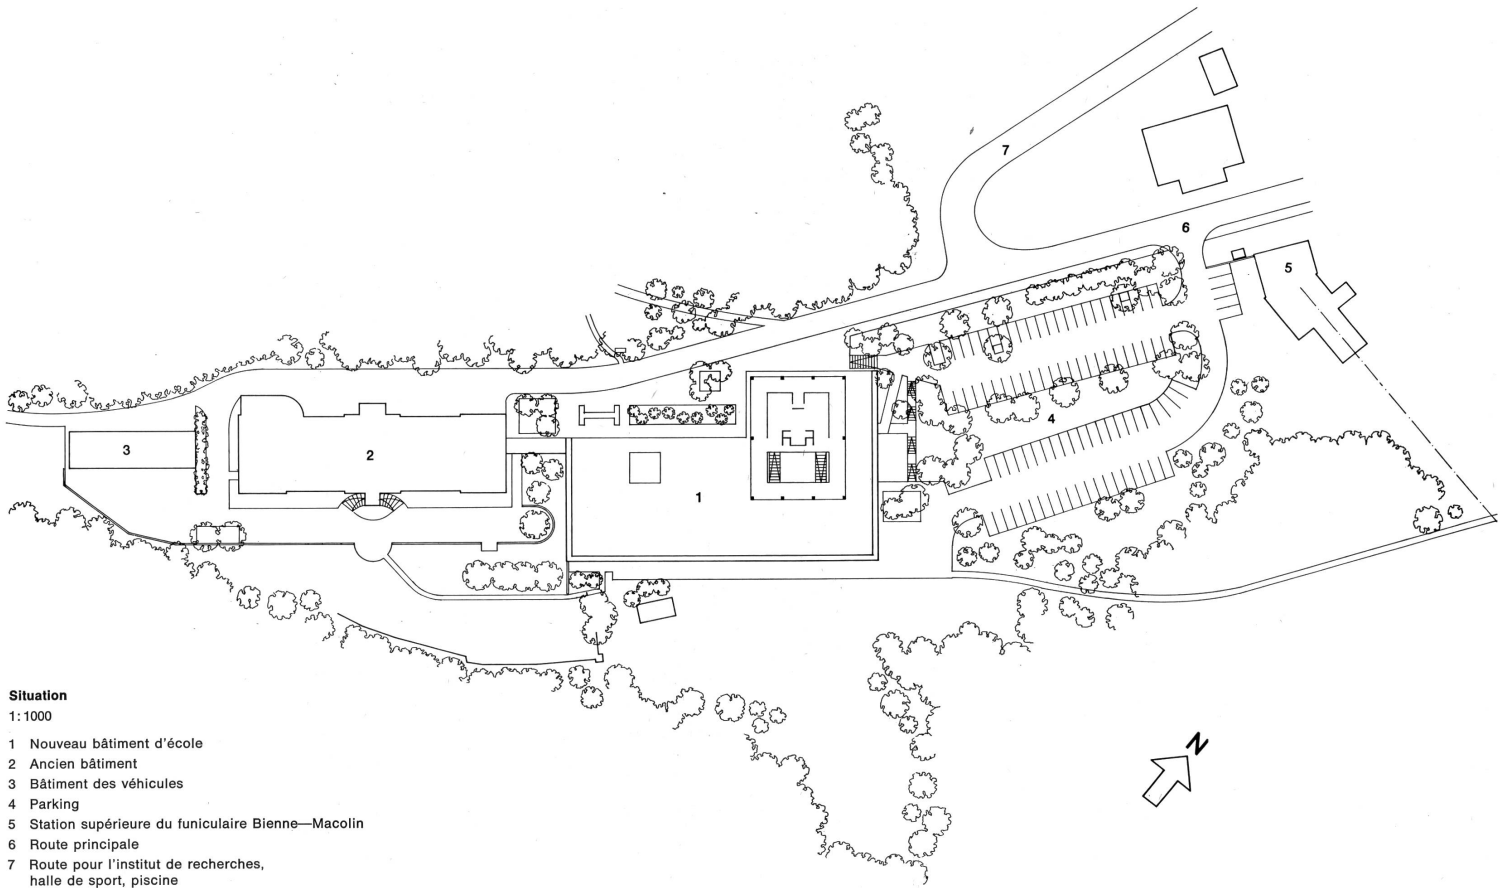 7
6
5
4
3
2
1
N
Situation
1:1000
1 Nouveau bâtiment d'école
2 Ancien bâtiment
3 Bâtiment des véhicules
4 Parking
5 Station supérieure du funiculaire Bienne—Macolin
6 Route principale
7 Route pour l'institut de recherches,
halle de sport, piscine